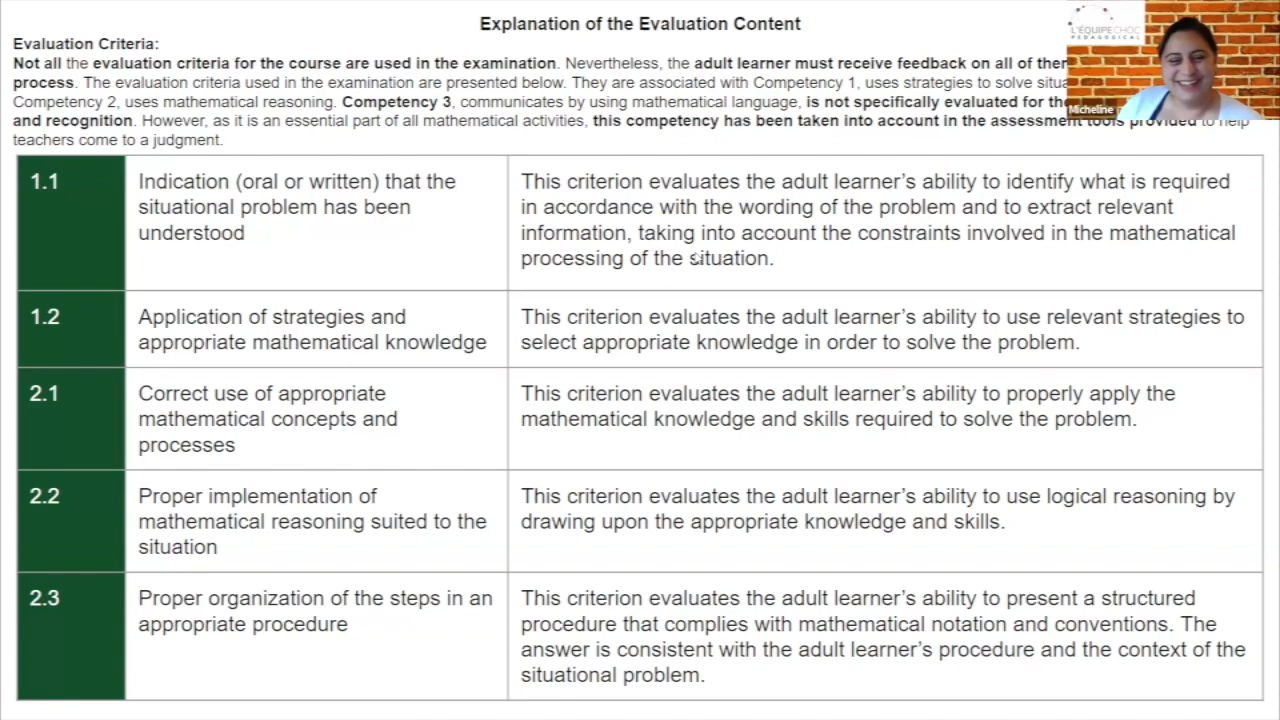 Explanation of the Evaluation Content
Evaluation Criteria:
Not all the evaluation criteria for the course are used in the examination. Nevertheless, the adult learner must receive feedback on all of
process. The evaluation criteria used in the examination are presented below. They are associated with Competency 1, uses strategies to solve
Competency 2, uses mathematical reasoning. Competency 3, communicates by using mathematical language, is not specifically evaluated for
and recognition. However, as it is an essential part of all mathematical activities, this competency has been taken into account in the assessment tools provided to help
teachers come to a judgment.
L'ÉQUIPECHOC
PEDAGOGICAL
Micheline
1.1
Indication (oral or written) that the
situational problem has been
understood
This criterion evaluates the adult learner's ability to identify what is required
in accordance with the wording of the problem and to extract relevant
information, taking into account the constraints involved in the mathematical
processing of the situation.
1.2
Application of strategies and
appropriate mathematical knowledge
This criterion evaluates the adult learner's ability to use relevant strategies to
select appropriate knowledge in order to solve the problem.
2.1
Correct use of appropriate
mathematical concepts and
processes
This criterion evaluates the adult learner's ability to properly apply the
mathematical knowledge and skills required to solve the problem.
2.2
Proper implementation of
mathematical reasoning suited to the
situation
This criterion evaluates the adult learner's ability to use logical reasoning by
drawing upon the appropriate knowledge and skills.
2.3
Proper organization of the steps in an
appropriate procedure
This criterion evaluates the adult learner's ability to present a structured
procedure that complies with mathematical notation and conventions. The
answer is consistent with the adult learner's procedure and the context of the
situational problem.